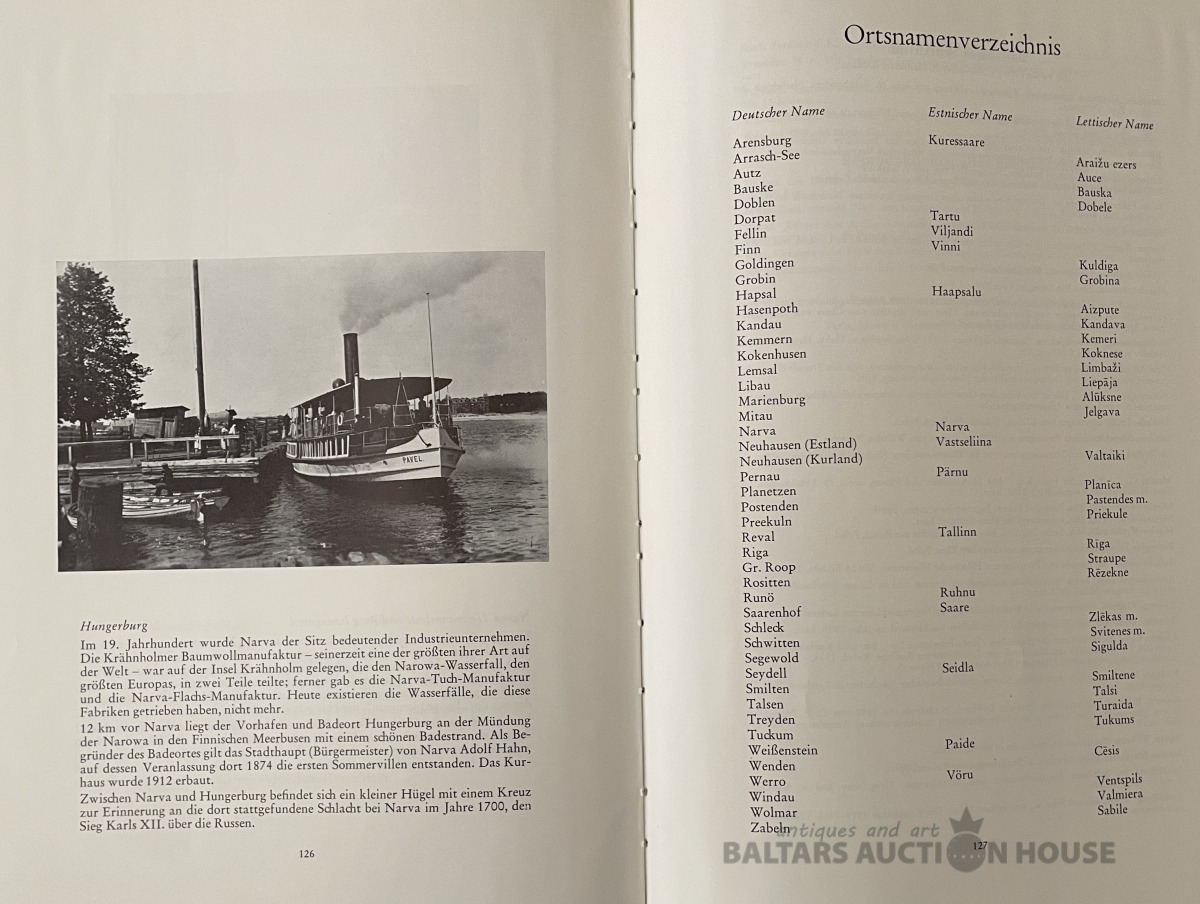 PAVEL
Hungerburg
Im 19. Jahrhundert wurde Narva der Sitz bedeutender Industrieunternehmen.
Die Krähnholmer Baumwollmanufaktur – seinerzeit eine der größten ihrer Art auf
der Welt – war auf der Insel Krähnholm gelegen, die den Narowa-Wasserfall, den
größten Europas, in zwei Teile teilte; ferner gab es die Narva-Tuch-Manufaktur
und die Narva-Flachs-Manufaktur. Heute existieren die Wasserfälle, die diese
Fabriken getrieben haben, nicht mehr.
12 km vor Narva liegt der Vorhafen und Badeort Hungerburg an der Mündung
der Narowa in den Finnischen Meerbusen mit einem schönen Badestrand. Als Be-
gründer des Badeortes gilt das Stadthaupt (Bürgermeister) von Narva Adolf Hahn,
auf dessen Veranlassung dort 1874 die ersten Sommervillen entstanden. Das Kur-
haus wurde 1912 erbaut.
Zwischen Narva und Hungerburg befindet sich ein kleiner Hügel mit einem Kreuz
zur Erinnerung an die dort stattgefundene Schlacht bei Narva im Jahre 1700, den
Sieg Karls XII. über die Russen.
126
Ortsnamenverzeichnis
Deutscher Name Estnischer Name Lettischer Name
Arensburg Kuressaare
Arrasch-See Araižu ezers
Autz Auce
Bauske Bauska
Doblen Dobele
Dorpat Tartu
Fellin Viljandi
Finn Vinni
Goldingen Kuldiga
Grobin Grobina
Hapsal Haapsalu
Hasenpoth Aizpute
Kandau Kandava
Kemmern Kemeri
Kokenhusen Koknese
Lemsal Limbaži
Libau Liepāja
Marienburg Alūksne
Mitau Jelgava
Narva Narva
Neuhausen (Estland) Vastseliina
Neuhausen (Kurland) Valtaiki
Pernau Pärnu
Planetzen Planīca
Postenden Pastendes m.
Preekuln Priekule
Reval Tallinn
Riga Rīga
Gr. Roop Straupe
Rositten Rēzekne
Runö Ruhnu
Saarenhof Saare
Schleck Zlēkas m.
Schwitten Svitenes m.
Segewold Sigulda
Seydell Seidla
Smilten Smiltene
Talsen Talsi
Treyden Turaida
Tuckum Tukums
Weißenstein Paide
Wenden Cēsis
Werro Vöru
Windau Ventspils
Wolmar Valmiera
Zabeln Sabile
127
antiques and art
BALTARS AUCTION HOUSE